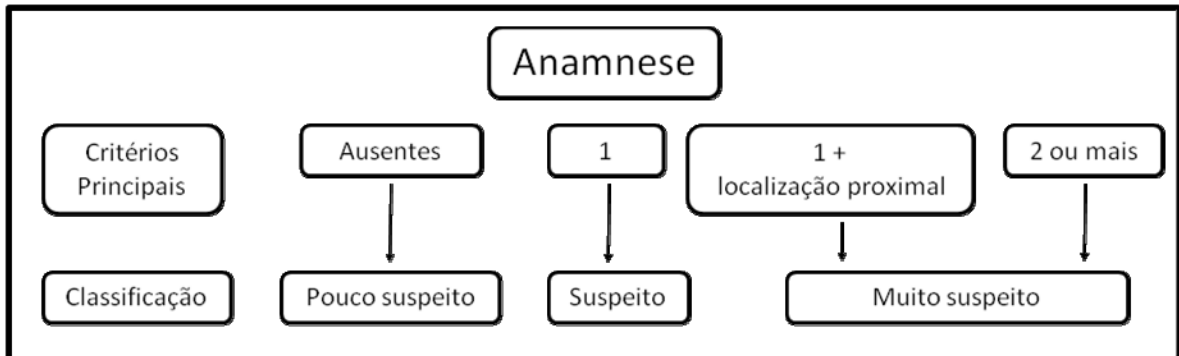 Anamnese
Critérios
Principais
Ausentes
1
1 +
localização proximal
2 ou mais
Classificação
Pouco suspeito
Suspeito
Muito suspeito